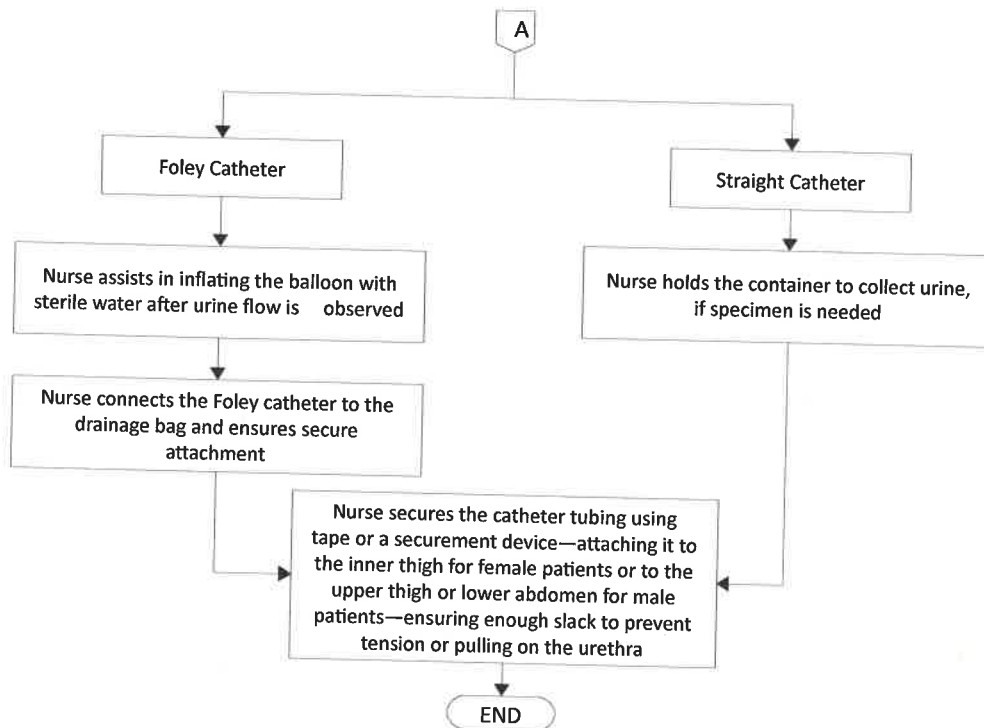 A
Foley Catheter
Straight Catheter
Nurse assists in inflating the balloon with
sterile water after urine flow is observed
Nurse holds the container to collect urine,
if specimen is needed
Nurse connects the Foley catheter to the
drainage bag and ensures secure
attachment
Nurse secures the catheter tubing using
tape or a securement device—attaching it to
the inner thigh for female patients or to the
upper thigh or lower abdomen for male
patients—ensuring enough slack to prevent
tension or pulling on the urethra
END